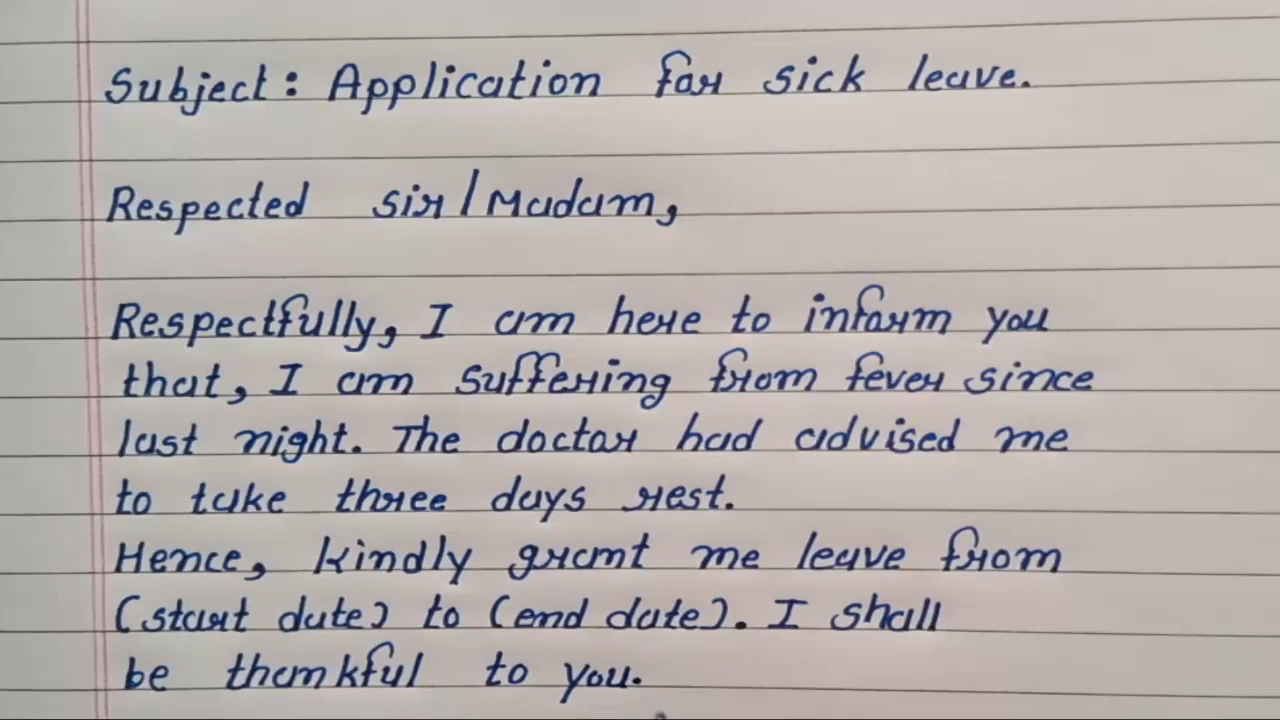 Subject: Application for sick leave.
Respected sir/Madam,
Respectfully, I am here to inform you
that, I am suffering from fever since
last night. The doctor had advised me
to take three days rest.
Hence, kindly grant me leave from
(start date) to (end date). I shall
be thankful to you.